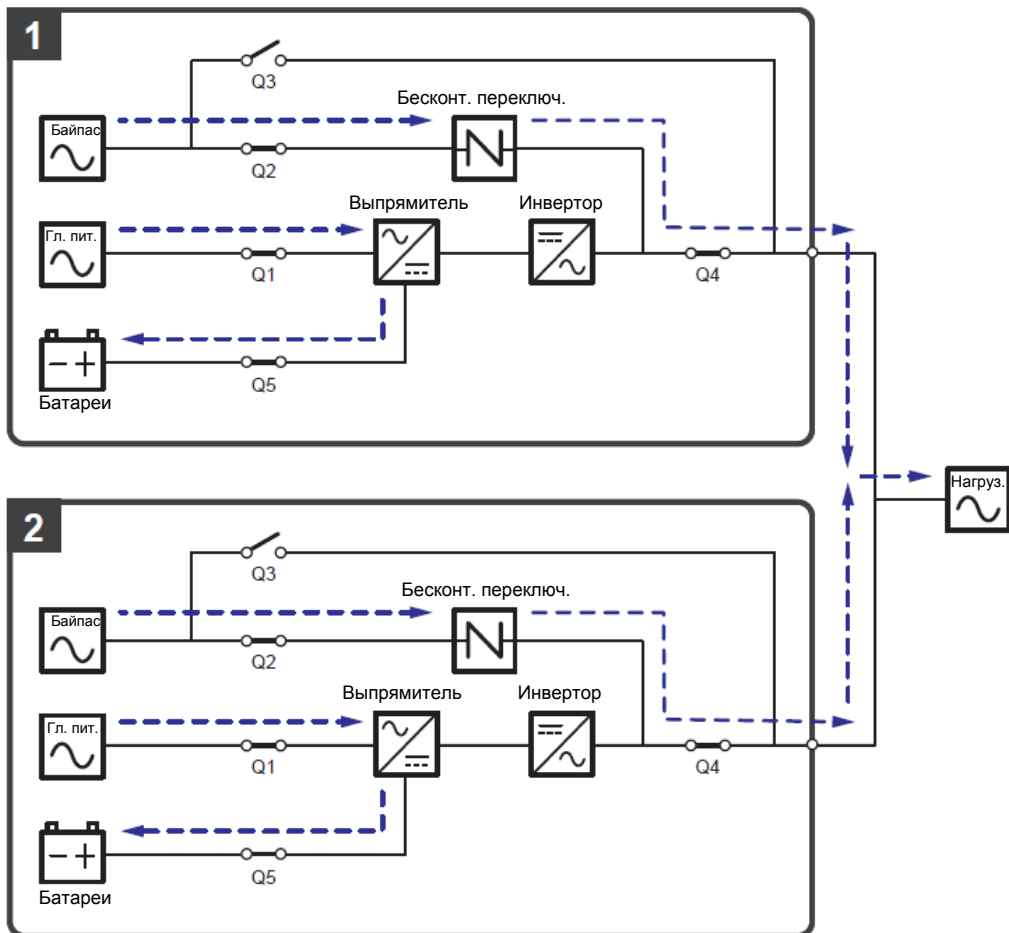 1
Q3
Бесконт. переключ.
Байпас
Q2
Выпрямитель
Инвертор
Гл. пит.
Q1
Q4
Q5
Батареи
Нагруз.
2
Q3
Бесконт. переключ.
Байпас
Q2
Выпрямитель
Инвертор
Гл. пит.
Q1
Q4
Q5
Батареи